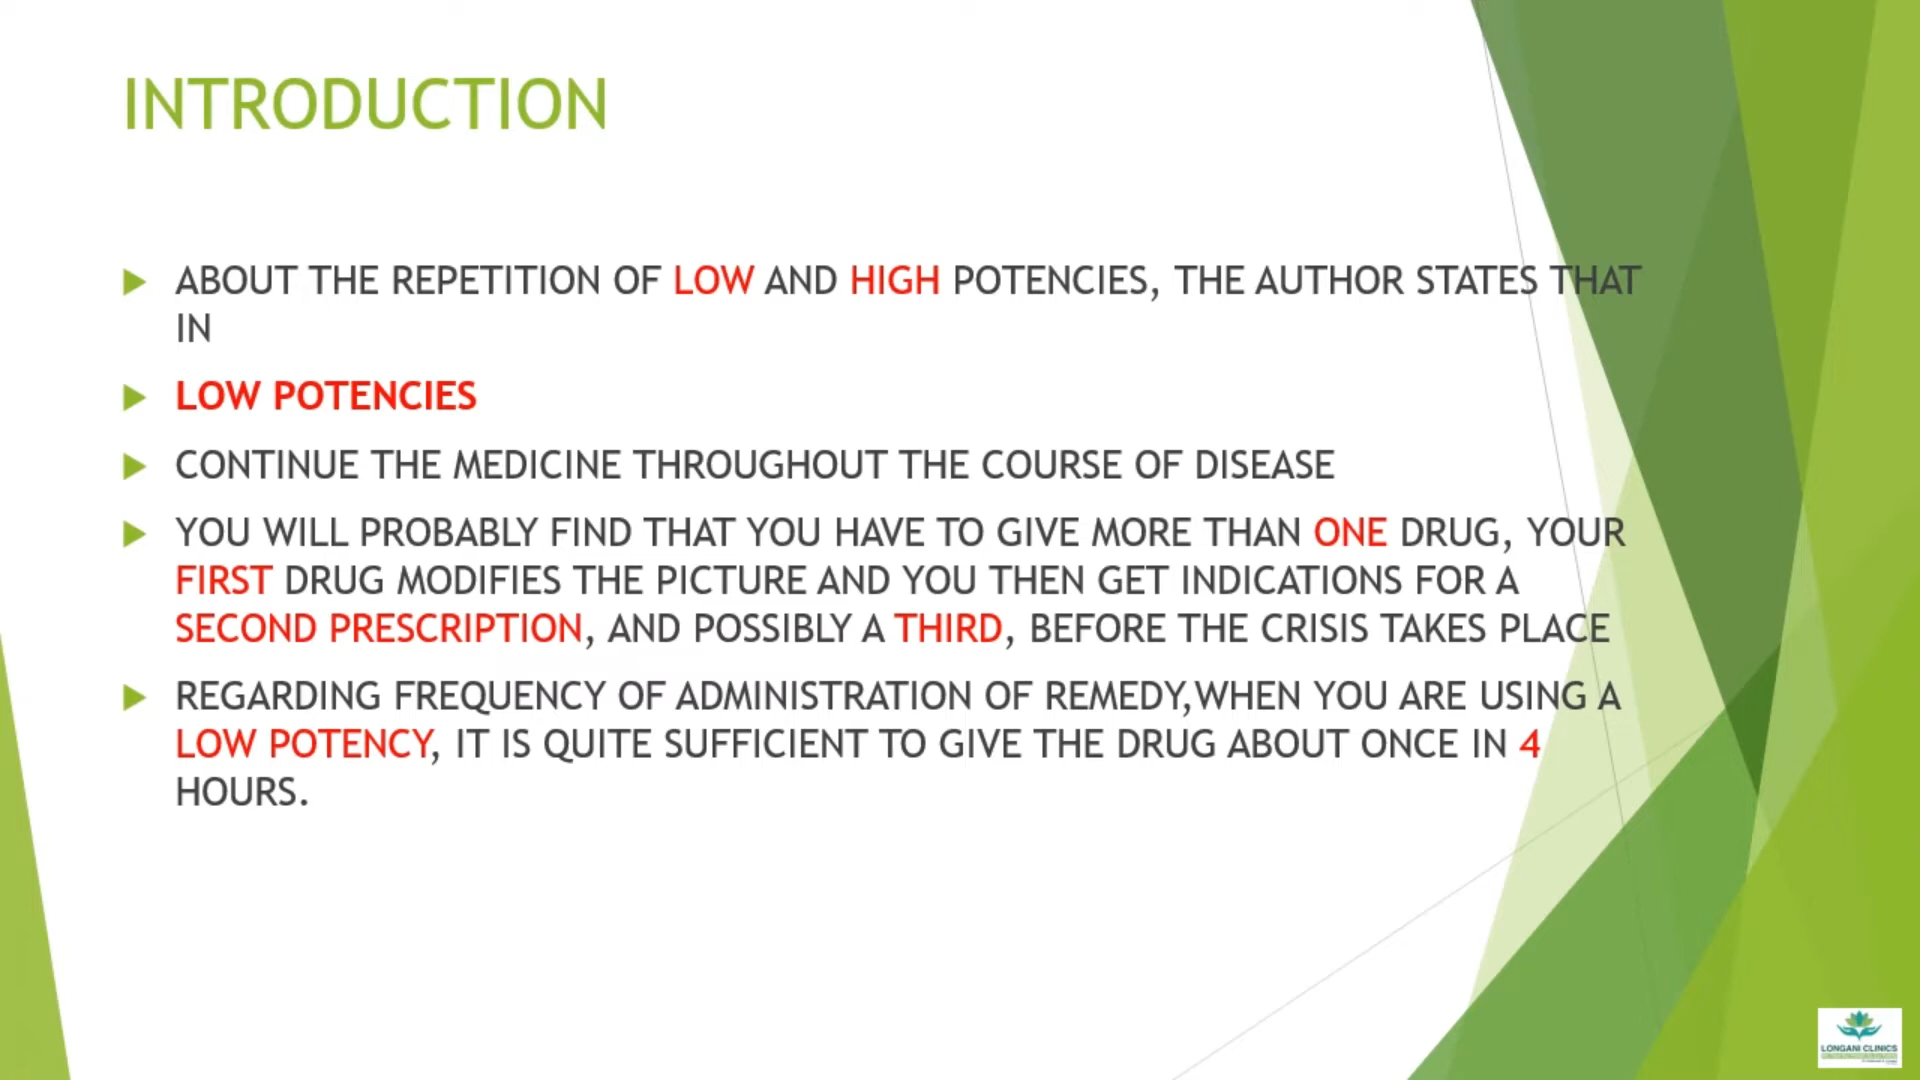 INTRODUCTION
ABOUT THE REPETITION OF LOW AND HIGH POTENCIES, THE AUTHOR STATES THAT
IN
LOW POTENCIES
CONTINUE THE MEDICINE THROUGHOUT THE COURSE OF DISEASE
YOU WILL PROBABLY FIND THAT YOU HAVE TO GIVE MORE THAN ONE DRUG, YOUR
FIRST DRUG MODIFIES THE PICTURE AND YOU THEN GET INDICATIONS FOR A
SECOND PRESCRIPTION, AND POSSIBLY A THIRD, BEFORE THE CRISIS TAKES PLACE
REGARDING FREQUENCY OF ADMINISTRATION OF REMEDY,WHEN YOU ARE USING A
LOW POTENCY, IT IS QUITE SUFFICIENT TO GIVE THE DRUG ABOUT ONCE IN 4
HOURS.
LONGANI CLINICS